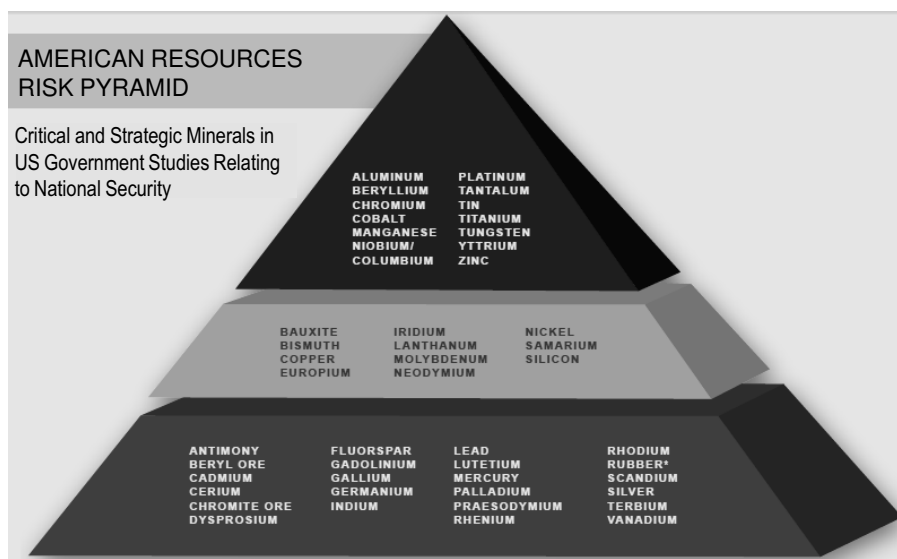 AMERICAN RESOURCES
RISK PYRAMID
Critical and Strategic Minerals in
US Government Studies Relating
to National Security
ALUMINUM
BERYLLIUM
CHROMIUM
COBALT
MANGANESE
NIOBIUM/
COLUMBIUM
PLATINUM
TANTALUM
TIN
TITANIUM
TUNGSTEN
YTTRIUM
ZINC
BAUXITE
BISMUTH
COPPER
EUROPIUM
IRIDIUM
LANTHANUM
MOLYBDENUM
NEODYMIUM
NICKEL
SAMARIUM
SILICON
ANTIMONY
BERYL ORE
CADMIUM
CERIUM
CHROMITE ORE
DYSPROSIUM
FLUORSPAR
GADOLINIUM
GALLIUM
GERMANIUM
INDIUM
LEAD
LUTETIUM
MERCURY
PALLADIUM
PRAESODYMIUM
RHENIUM
RHODIUM
RUBBER*
SCANDIUM
SILVER
TERBIUM
VANADIUM